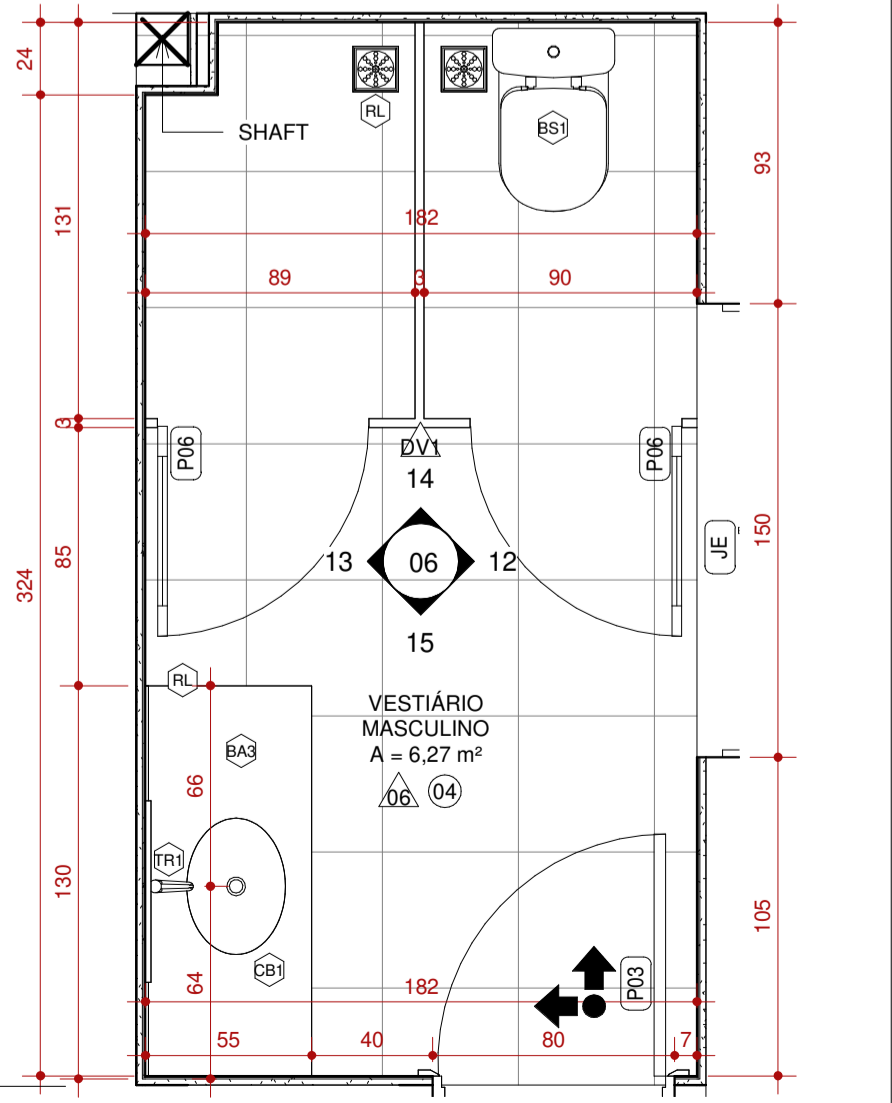 24
SHAFT
RL
BS1
93
131
182
89
3
90
3
P06
DV1
P06
14
13
06
12
JE
150
85
324
15
RL
VESTIÁRIO
MASCULINO
A = 6,27 m²
BA3
66
06
04
TR1
130
CB1
64
182
P03
105
55
40
80
7